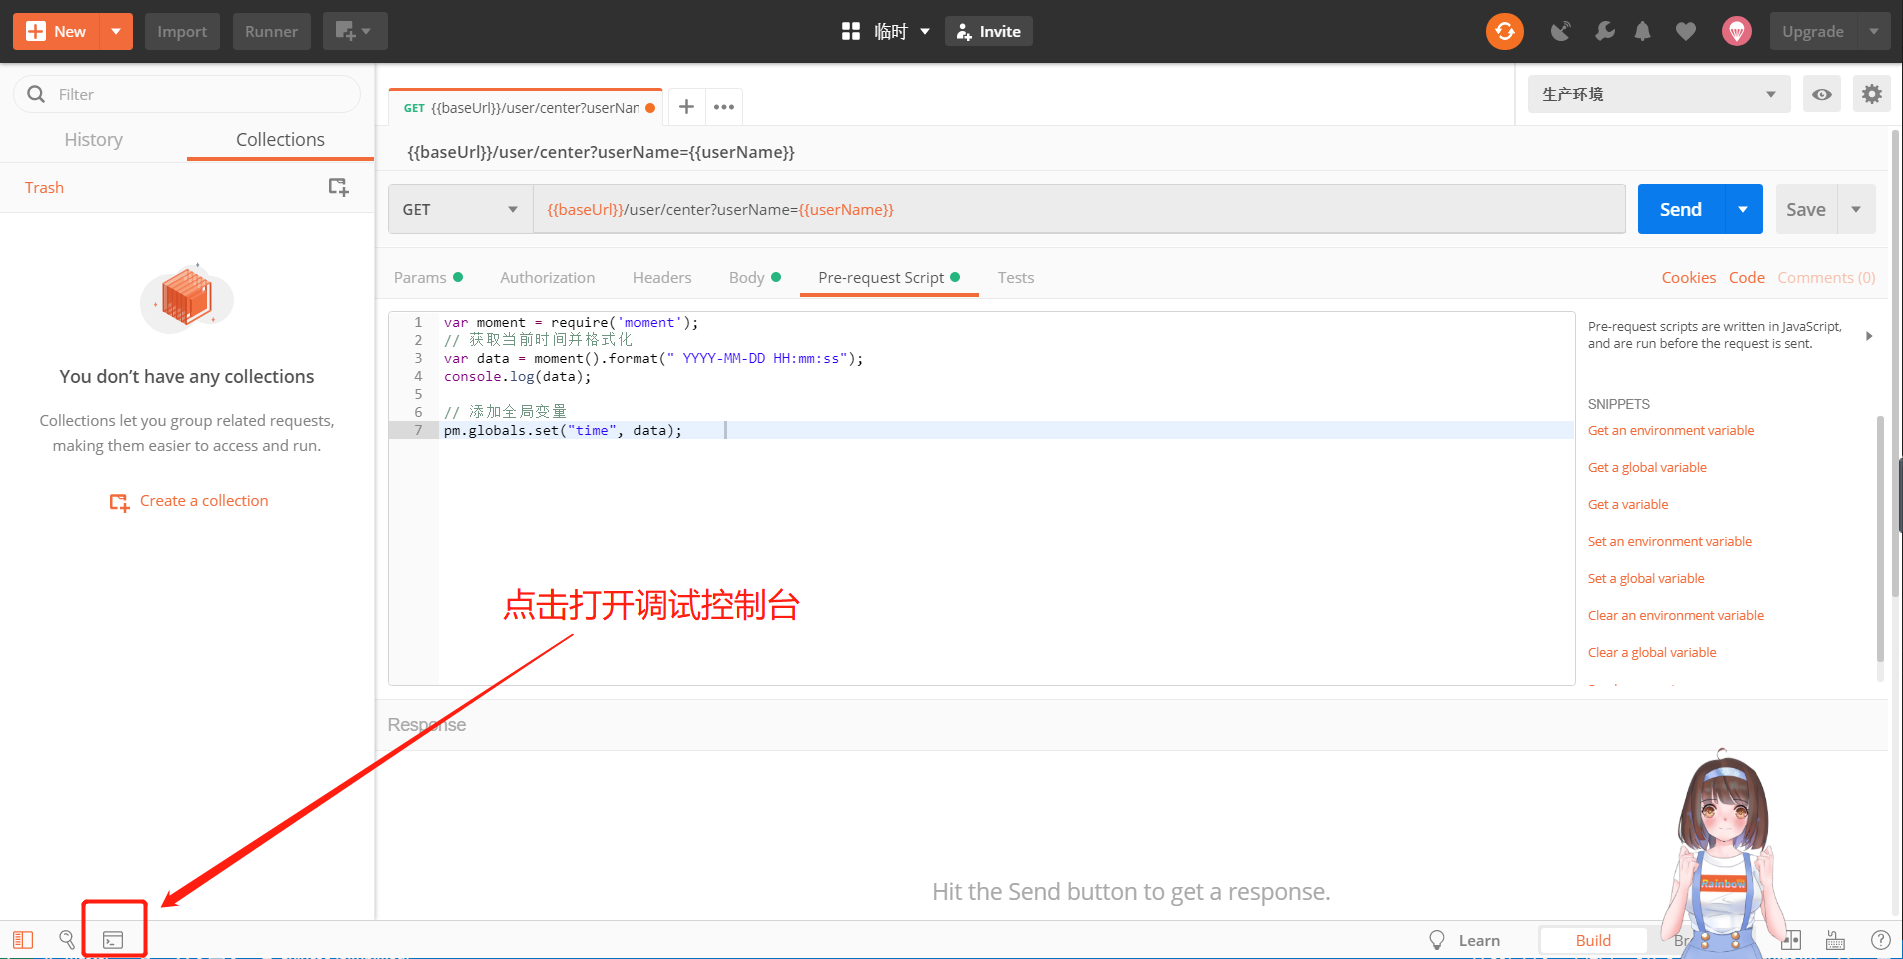 New
Import
Runner
临时
Invite
Upgrade
Filter
History
Collections
Trash
You don’t have any collections
Collections let you group related requests,
making them easier to access and run.
Create a collection
GET {{baseUrl}}/user/center?userNar
生产环境
{{baseUrl}}/user/center?userName={{userName}}
GET
{{baseUrl}}/user/center?userName={{userName}}
Send
Save
Params
Authorization
Headers
Body
Pre-request Script
Tests
Cookies
Code
Comments (0)
1 var moment = require('moment');
2 // 获取当前时间并格式化
3 var data = moment().format(" YYYY-MM-DD HH:mm:ss");
4 console.log(data);
5
6 // 添加全局变量
7 pm.globals.set("time", data);
Pre-request scripts are written in JavaScript,
and are run before the request is sent.
SNIPPETS
Get an environment variable
Get a global variable
Get a variable
Set an environment variable
Set a global variable
Clear an environment variable
Clear a global variable
点击打开调试控制台
Response
Hit the Send button to get a response.
Rainbow
Learn
Build
Br